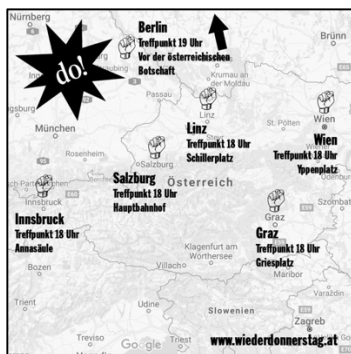 Nürnberg
Brünn
do!
Berlin
Treffpunkt 19 Uhr
Vor der österreichischen
Botschaft
Krumau an
der Moldau
Passau
Linz
Linz
Treffpunkt 18 Uhr
Schillerplatz
St. Pölten
Wien
Wien
Treffpunkt 18 Uhr
Yppenplatz
München
Rosenheim
Salzburg
Salzburg
Treffpunkt 18 Uhr
Hauptbahnhof
Österreich
Innsbruck
Innsbruck
Treffpunkt 18 Uhr
Annasäule
Graz
Graz
Treffpunkt 18 Uhr
Griesplatz
Klagenfurt am
Wörthersee
Villach
Maribor
Bozen
Trient
Udine
Slowenien
Varaždin
Zagreb
Treviso
Triest
Google
www.wiederdonnerstag.at